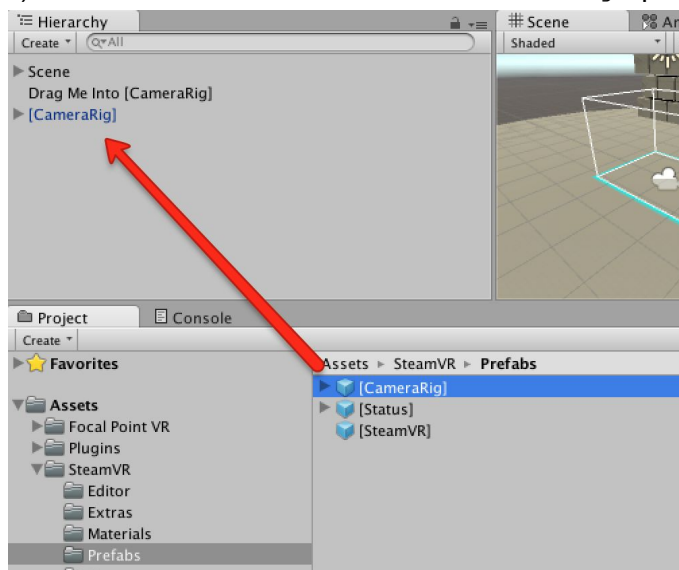 Hierarchy
Create
All
Scene
Drag Me Into [CameraRig]
[CameraRig]
Scene
Shaded
Project
Console
Create
Favorites
Assets
Focal Point VR
Plugins
SteamVR
Editor
Extras
Materials
Prefabs
Assets ▸ SteamVR ▸ Prefabs
[CameraRig]
[Status]
[SteamVR]